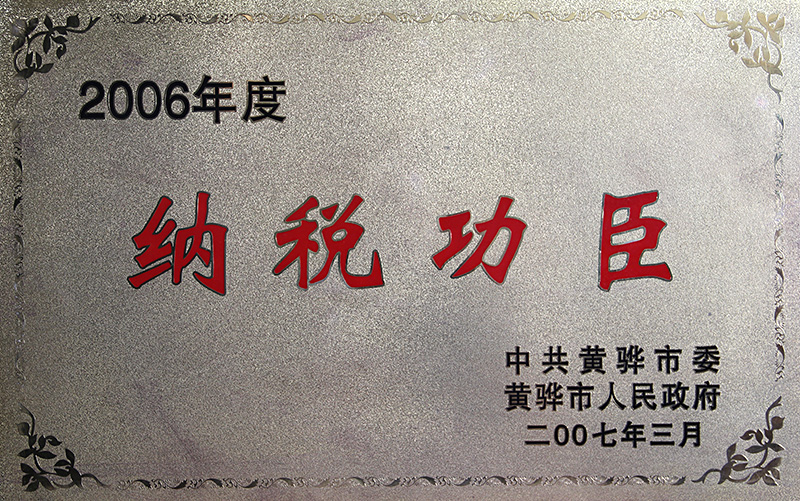 2006年度
纳税功臣
中共黄骅市委
黄骅市人民政府
二00七年三月